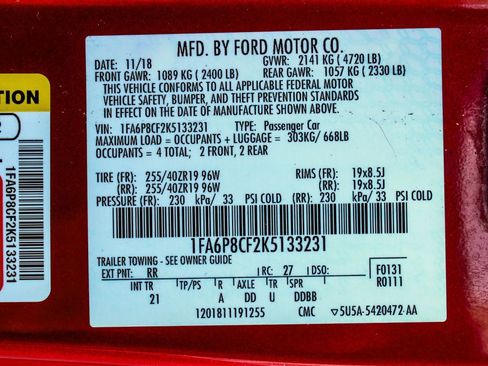 MFD. BY FORD MOTOR CO.
DATE: 11/18 GVWR: 2141 KG ( 4720 LB)
FRONT GAWR: 1089 KG ( 2400 LB) REAR GAWR: 1057 KG ( 2330 LB)
THIS VEHICLE CONFORMS TO ALL APPLICABLE FEDERAL MOTOR
VEHICLE SAFETY, BUMPER, AND THEFT PREVENTION STANDARDS
IN EFFECT ON THE DATE OF MANUFACTURE SHOWN ABOVE.
VIN: 1FA6P8CF2K5133231 TYPE: Passenger Car
MAXIMUM LOAD = OCCUPANTS + LUGGAGE = 303KG/ 668LB
OCCUPANTS = 4 TOTAL; 2 FRONT, 2 REAR
TIRE (FR): 255/40ZR19 96W RIMS (FR): 19x8.5J
(RR): 255/40ZR19 96W (RR): 19x8.5J
PRESSURE (FR): 230 kPa/ 33 PSI COLD (RR): 230 kPa/ 33 PSI COLD
1FA6P8CF2K5133231
TRAILER TOWING - SEE OWNER GUIDE
EXT PNT: RR RC: 27 DSO: F0131
R0111
INT TR TP/PS R AXLE TR SPR
21 A DD U DDBB
1201811191255 CMC ▽5U5A-5420472-AA
TION
2
1FA6P8CF2K5133231